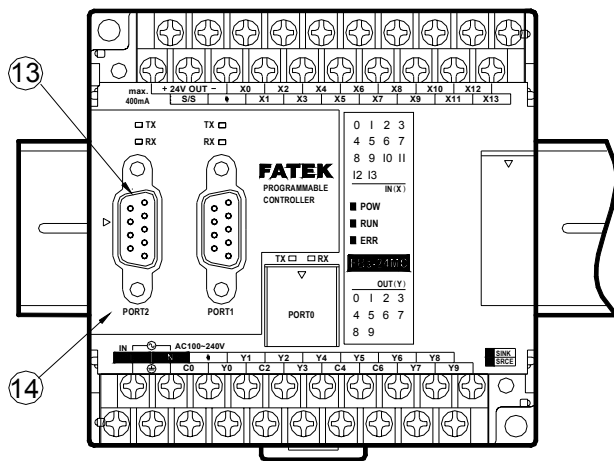 13
max.
400mA
+ 24V OUT − X0 X2 X4 X6 X8 X10 X12
S/S X1 X3 X5 X7 X9 X11 X13
TX TX
RX RX
FATEK
PROGRAMMABLE
CONTROLLER
0 1 2 3
4 5 6 7
8 9 10 11
12 13
IN(X)
POW
RUN
ERR
TX RX
PORT2
PORT1
PORT0
OUT(Y)
0 1 2 3
4 5 6 7
8 9
14
IN AC100~240V
Y1 Y2 Y4 Y5 Y6 Y8
C0 Y0 C2 Y3 C4 C6 Y7 Y9
SINK
SRCE